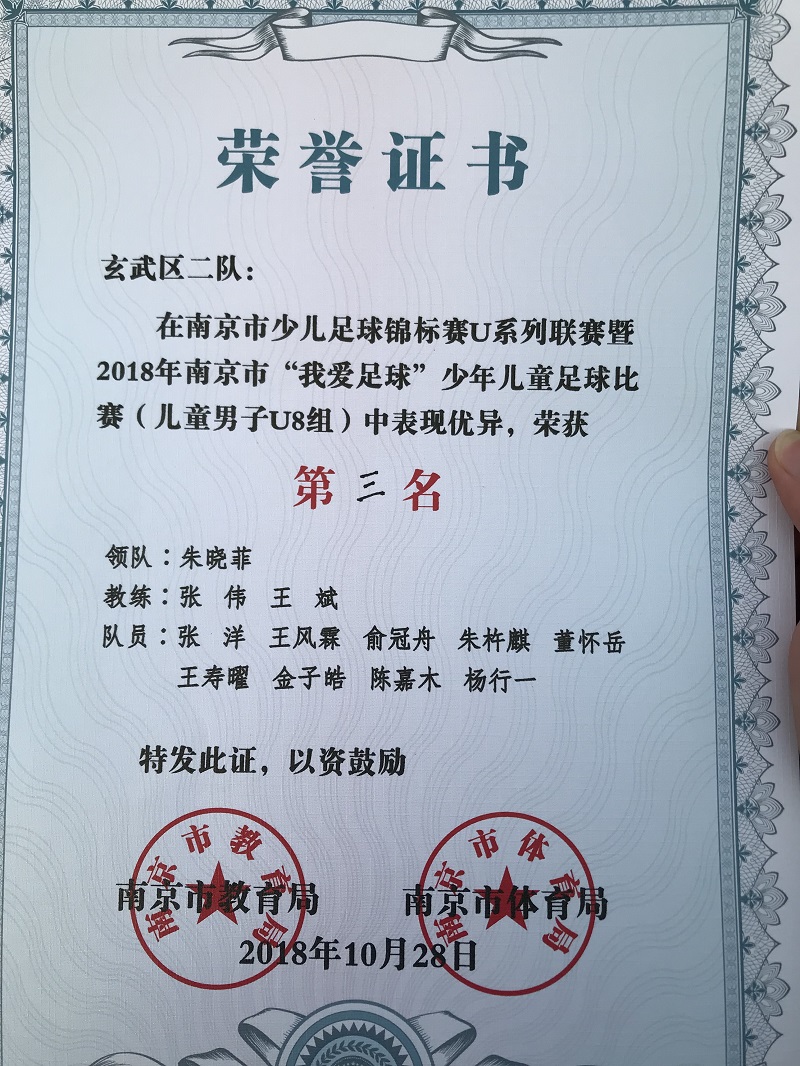 荣誉证书
玄武区二队：
在南京市少儿足球锦标赛U系列联赛暨
2018年南京市“我爱足球”少年儿童足球比
赛（儿童男子U8组）中表现优异，荣获
第三名
领队：朱晓菲
教练：张 伟 王 斌
队员：张 洋 王风霖 俞冠舟 朱杵麒 董怀岳
王寿曜 金子皓 陈嘉木 杨行一
特发此证，以资鼓励
南京市教育局
南京市体育局
南京市教育局 南京市体育局
2018年10月28日